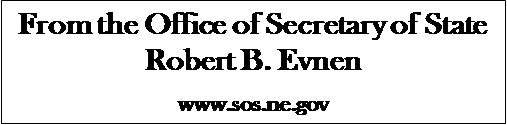 From the Office of Secretary of State
Robert B. Evnen
www.sos.ne.gov